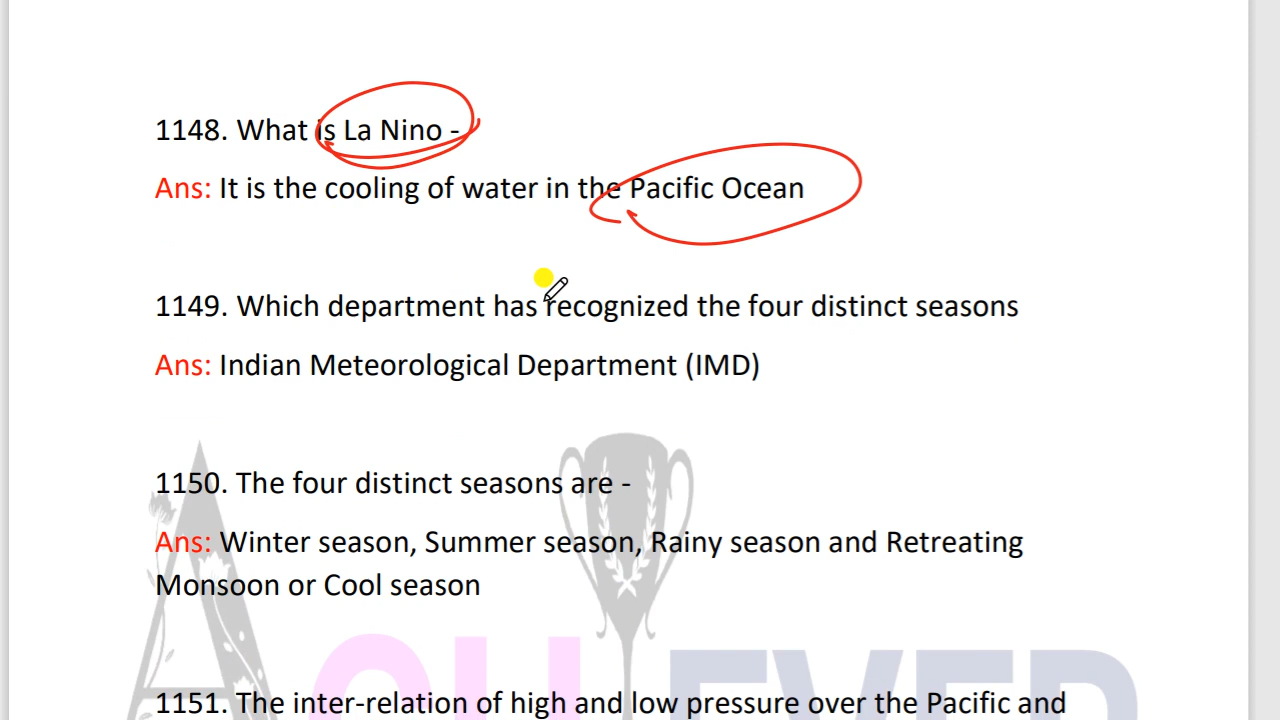 1148. What is La Nino -
Ans: It is the cooling of water in the Pacific Ocean
1149. Which department has recognized the four distinct seasons
Ans: Indian Meteorological Department (IMD)
1150. The four distinct seasons are -
Ans: Winter season, Summer season, Rainy season and Retreating
Monsoon or Cool season
1151. The inter-relation of high and low pressure over the Pacific and